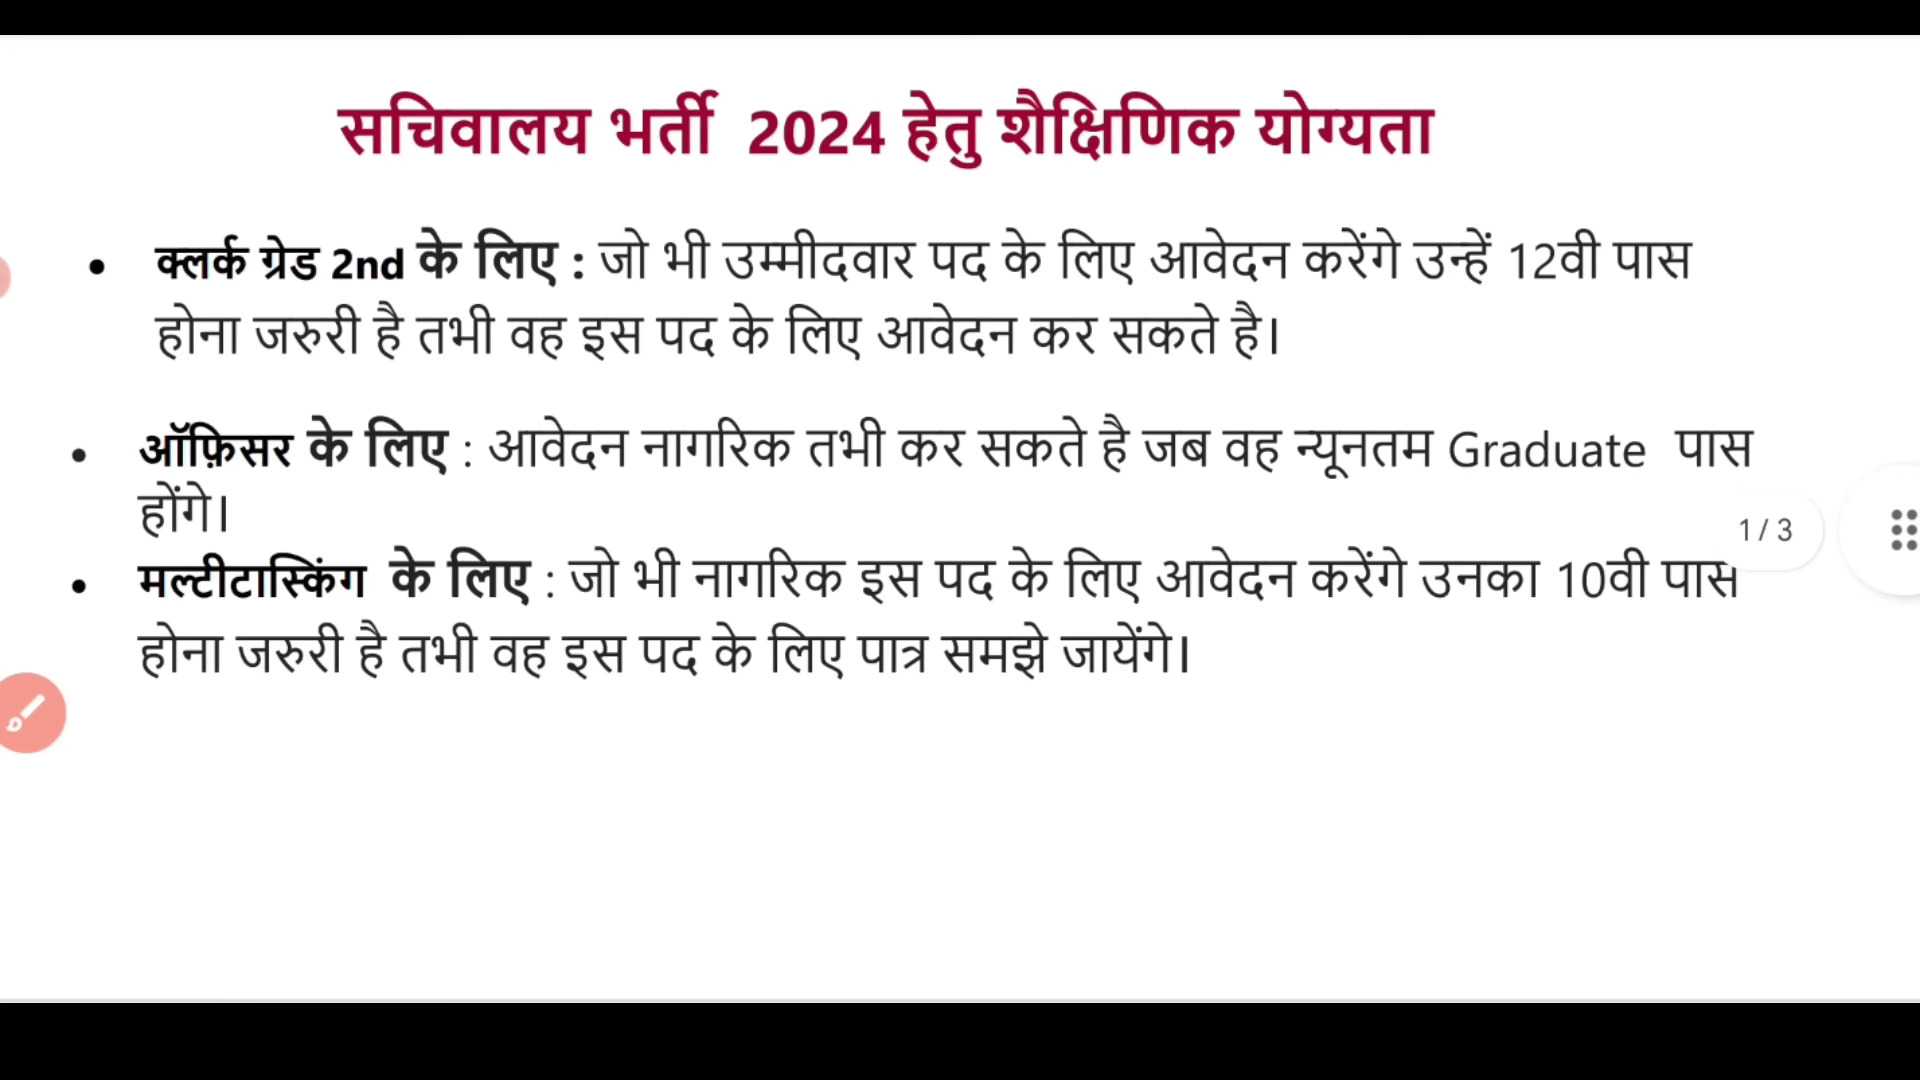 सचिवालय भर्ती 2024 हेतु शैक्षिणिक योग्यता
• क्लर्क ग्रेड 2nd के लिए : जो भी उम्मीदवार पद के लिए आवेदन करेंगे उन्हें 12वी पास
होना जरुरी है तभी वह इस पद के लिए आवेदन कर सकते है।
• ऑफ़िसर के लिए : आवेदन नागरिक तभी कर सकते है जब वह न्यूनतम Graduate पास
होंगे।
1 / 3
• मल्टीटास्किंग के लिए : जो भी नागरिक इस पद के लिए आवेदन करेंगे उनका 10वी पास
होना जरुरी है तभी वह इस पद के लिए पात्र समझे जायेंगे।